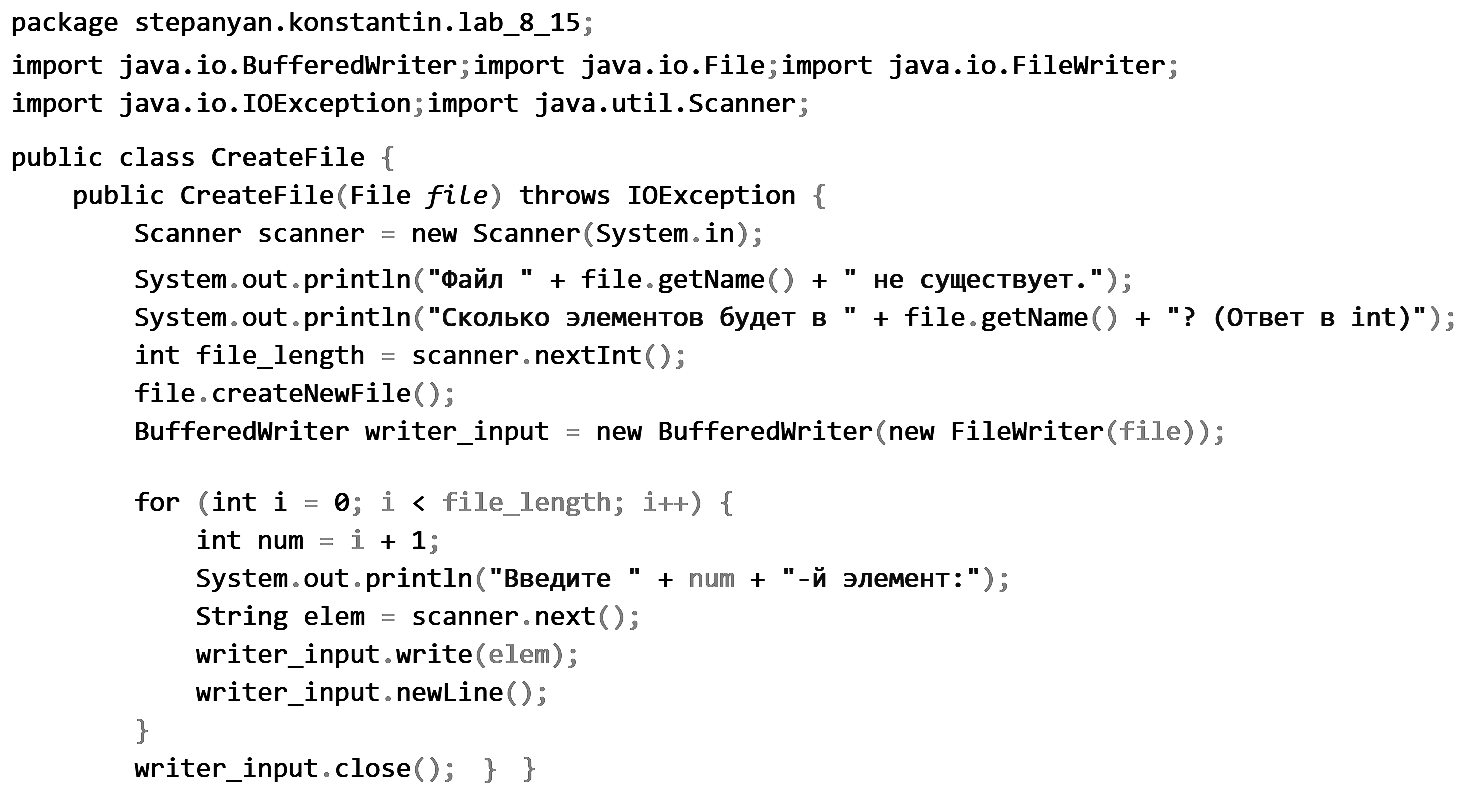 package stepanyan.konstantin.lab_8_15;
import java.io.BufferedWriter;import java.io.File;import java.io.FileWriter;
import java.io.IOException;import java.util.Scanner;
public class CreateFile {
    public CreateFile(File file) throws IOException {
        Scanner scanner = new Scanner(System.in);
        System.out.println("Файл " + file.getName() + " не существует.");
        System.out.println("Сколько элементов будет в " + file.getName() + "? (Ответ в int)");
        int file_length = scanner.nextInt();
        file.createNewFile();
        BufferedWriter writer_input = new BufferedWriter(new FileWriter(file));
        for (int i = 0; i < file_length; i++) {
            int num = i + 1;
            System.out.println("Введите " + num + "-й элемент:");
            String elem = scanner.next();
            writer_input.write(elem);
            writer_input.newLine();
        }
        writer_input.close();  }  }